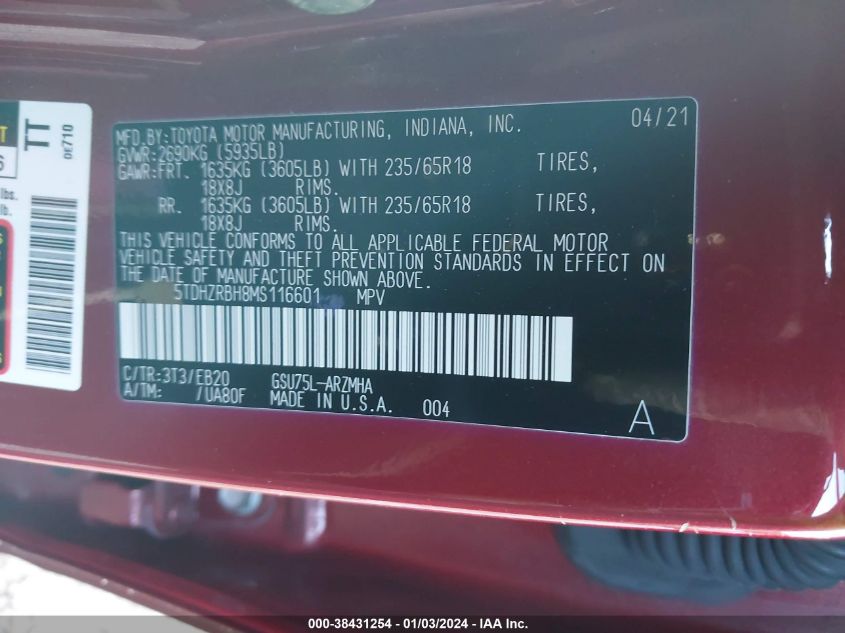 MFD.BY:TOYOTA MOTOR MANUFACTURING, INDIANA, INC. 04/21
GVWR:2690KG (5935LB)
GAWR:FRT. 1635KG (3605LB) WITH 235/65R18 TIRES,
18X8J RIMS.
RR. 1635KG (3605LB) WITH 235/65R18 TIRES,
18X8J RIMS.
THIS VEHICLE CONFORMS TO ALL APPLICABLE FEDERAL MOTOR
VEHICLE SAFETY AND THEFT PREVENTION STANDARDS IN EFFECT ON
THE DATE OF MANUFACTURE SHOWN ABOVE.
5TDHZRBH8MS116601 MPV
C/TR:3T3/EB20 GSU75L-ARZMHA
A/TM: /UA80F MADE IN U.S.A. 004 A
TT
0E710
lbs.
lb.
000-38431254 - 01/03/2024 - IAA Inc.